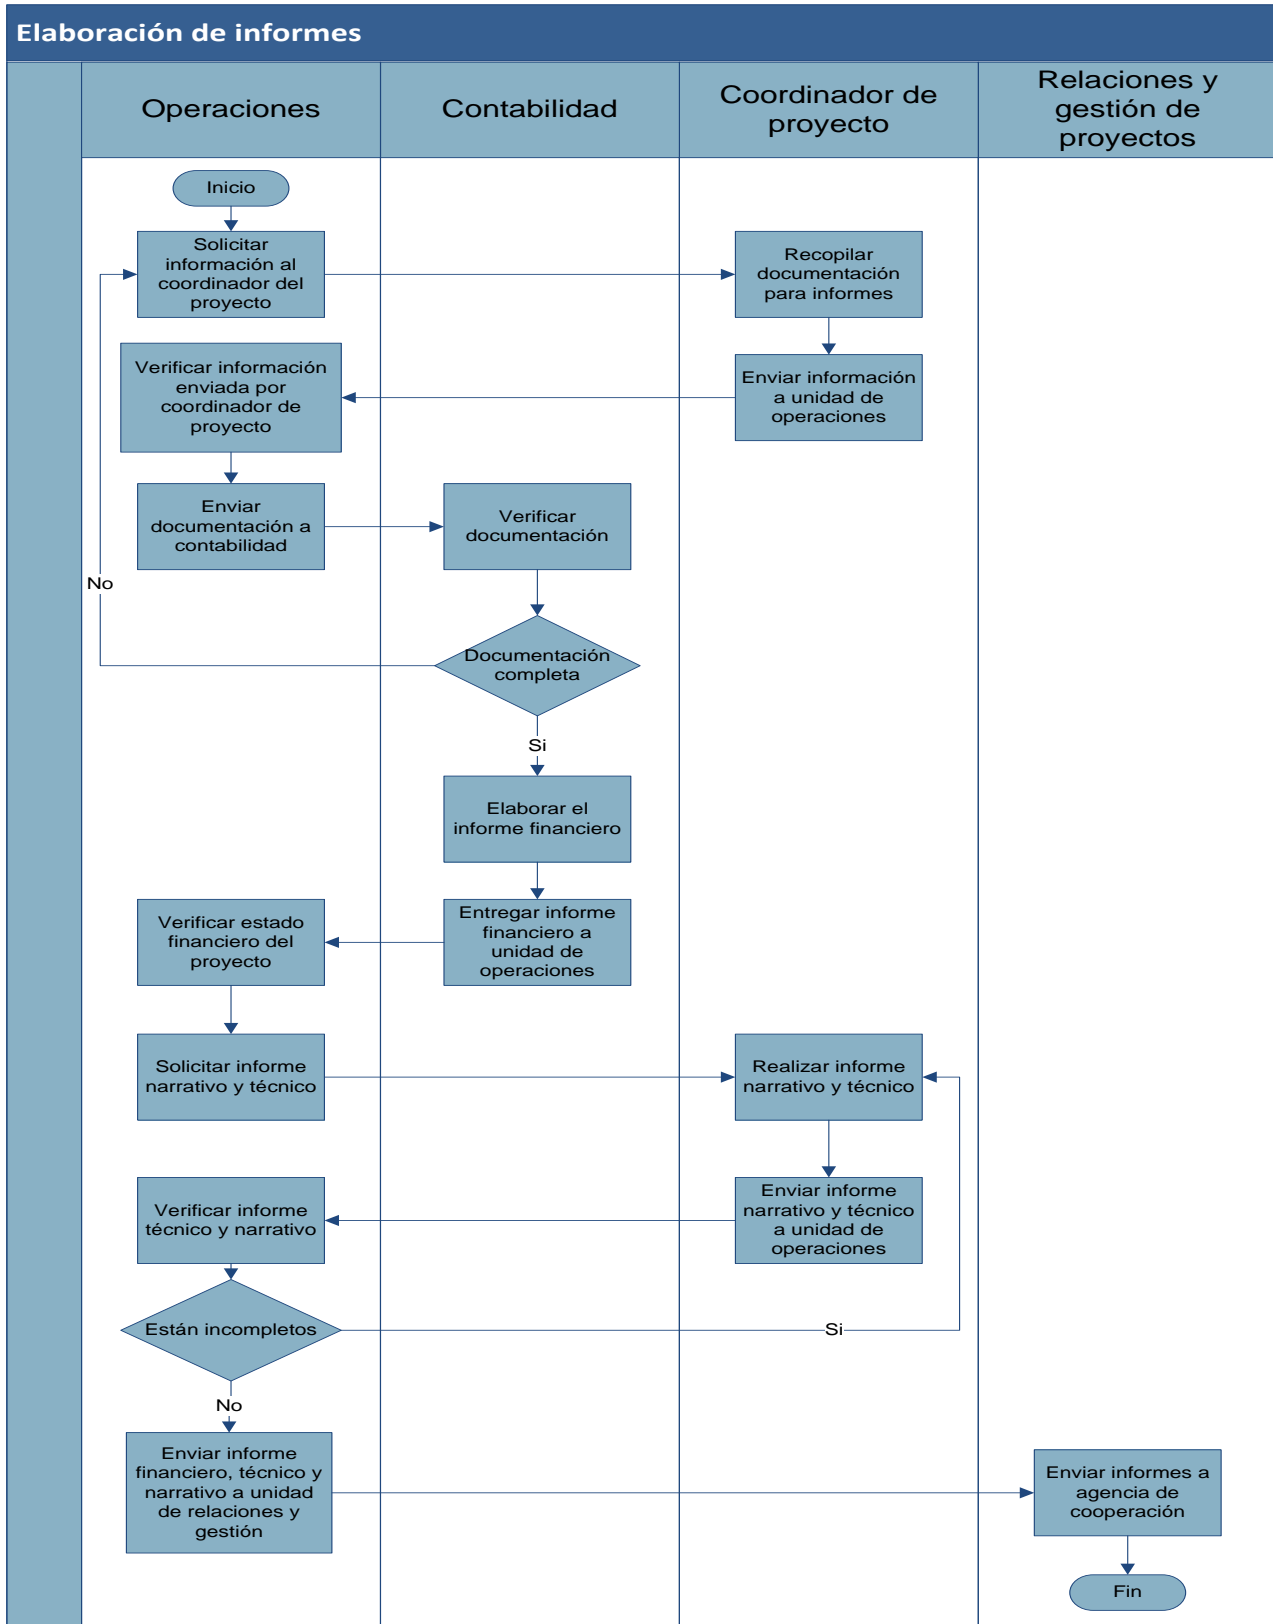 Elaboración de informes
Operaciones
Contabilidad
Coordinador de
proyecto
Relaciones y
gestión de
proyectos
Inicio
Solicitar
información al
coordinador del
proyecto
Recopilar
documentación
para informes
Verificar información
enviada por
coordinador de
proyecto
Enviar información
a unidad de
operaciones
Enviar
documentación a
contabilidad
Verificar
documentación
No
Documentación
completa
Si
Elaborar el
informe financiero
Verificar estado
financiero del
proyecto
Entregar informe
financiero a
unidad de
operaciones
Solicitar informe
narrativo y técnico
Realizar informe
narrativo y técnico
Verificar informe
técnico y narrativo
Enviar informe
narrativo y técnico
a unidad de
operaciones
Están incompletos
Si
No
Enviar informe
financiero, técnico y
narrativo a unidad
de relaciones y
gestión
Enviar informes a
agencia de
cooperación
Fin